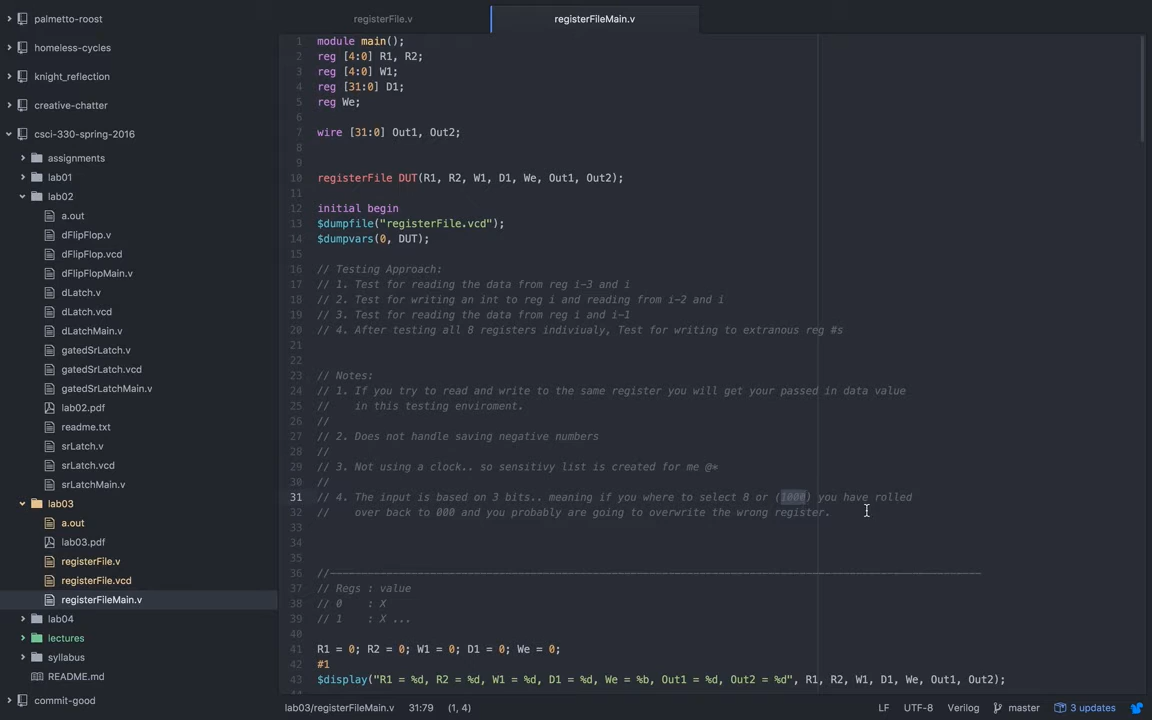 palmetto-roost
homeless-cycles
knight_reflection
creative-chatter
csci-330-spring-2016
assignments
lab01
lab02
a.out
dFlipFlop.v
dFlipFlop.vcd
dFlipFlopMain.v
dLatch.v
dLatch.vcd
dLatchMain.v
gatedSrLatch.v
gatedSrLatch.vcd
gatedSrLatchMain.v
lab02.pdf
readme.txt
srLatch.v
srLatch.vcd
srLatchMain.v
lab03
a.out
lab03.pdf
registerFile.v
registerFile.vcd
registerFileMain.v
lab04
lectures
syllabus
README.md
commit-good
registerFile.v registerFileMain.v
1 module main();
2 reg [4:0] R1, R2;
3 reg [4:0] W1;
4 reg [31:0] D1;
5 reg We;
6
7 wire [31:0] Out1, Out2;
8
9
10 registerFile DUT(R1, R2, W1, D1, We, Out1, Out2);
11
12 initial begin
13 $dumpfile("registerFile.vcd");
14 $dumpvars(0, DUT);
15
16 // Testing Approach:
17 // 1. Test for reading the data from reg i-3 and i
18 // 2. Test for writing an int to reg i and reading from i-2 and i
19 // 3. Test for reading the data from reg i and i-1
20 // 4. After testing all 8 registers indiviualy, Test for writing to extranous reg #s
21
22
23 // Notes:
24 // 1. If you try to read and write to the same register you will get your passed in data value
25 // in this testing enviroment.
26 //
27 // 2. Does not handle saving negative numbers
28 //
29 // 3. Not using a clock.. so sensitivy list is created for me @*
30 //
31 // 4. The input is based on 3 bits.. meaning if you where to select 8 or (1000) you have rolled
32 // over back to 000 and you probably are going to overwrite the wrong register.
33
34
35
36 //——————————————————————————————————————————————
37 // Regs : value
38 // 0 : X
39 // 1 : X ...
40
41 R1 = 0; R2 = 0; W1 = 0; D1 = 0; We = 0;
42 #1
43 $display("R1 = %d, R2 = %d, W1 = %d, D1 = %d, We = %b, Out1 = %d, Out2 = %d", R1, R2, W1, D1, We, Out1, Out2);
lab03/registerFileMain.v 31:79 (1, 4) LF UTF-8 Verilog master 3 updates